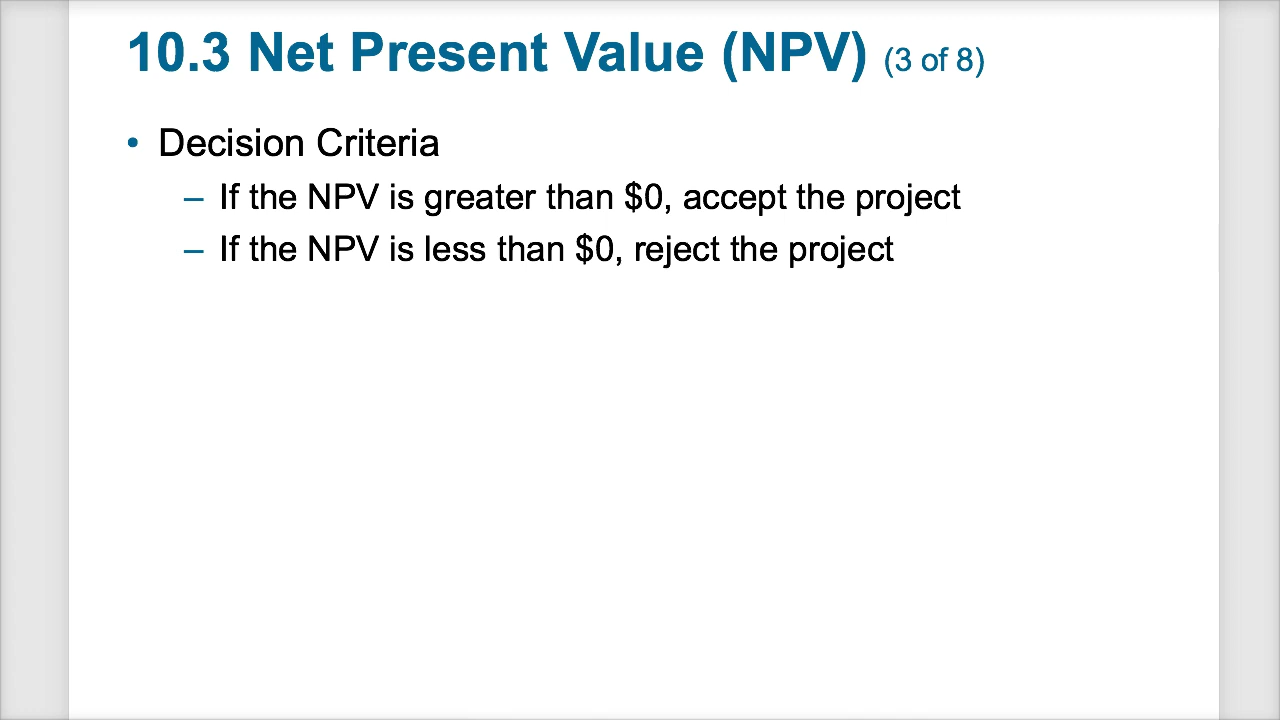 10.3 Net Present Value (NPV) (3 of 8)
• Decision Criteria
– If the NPV is greater than $0, accept the project
– If the NPV is less than $0, reject the project